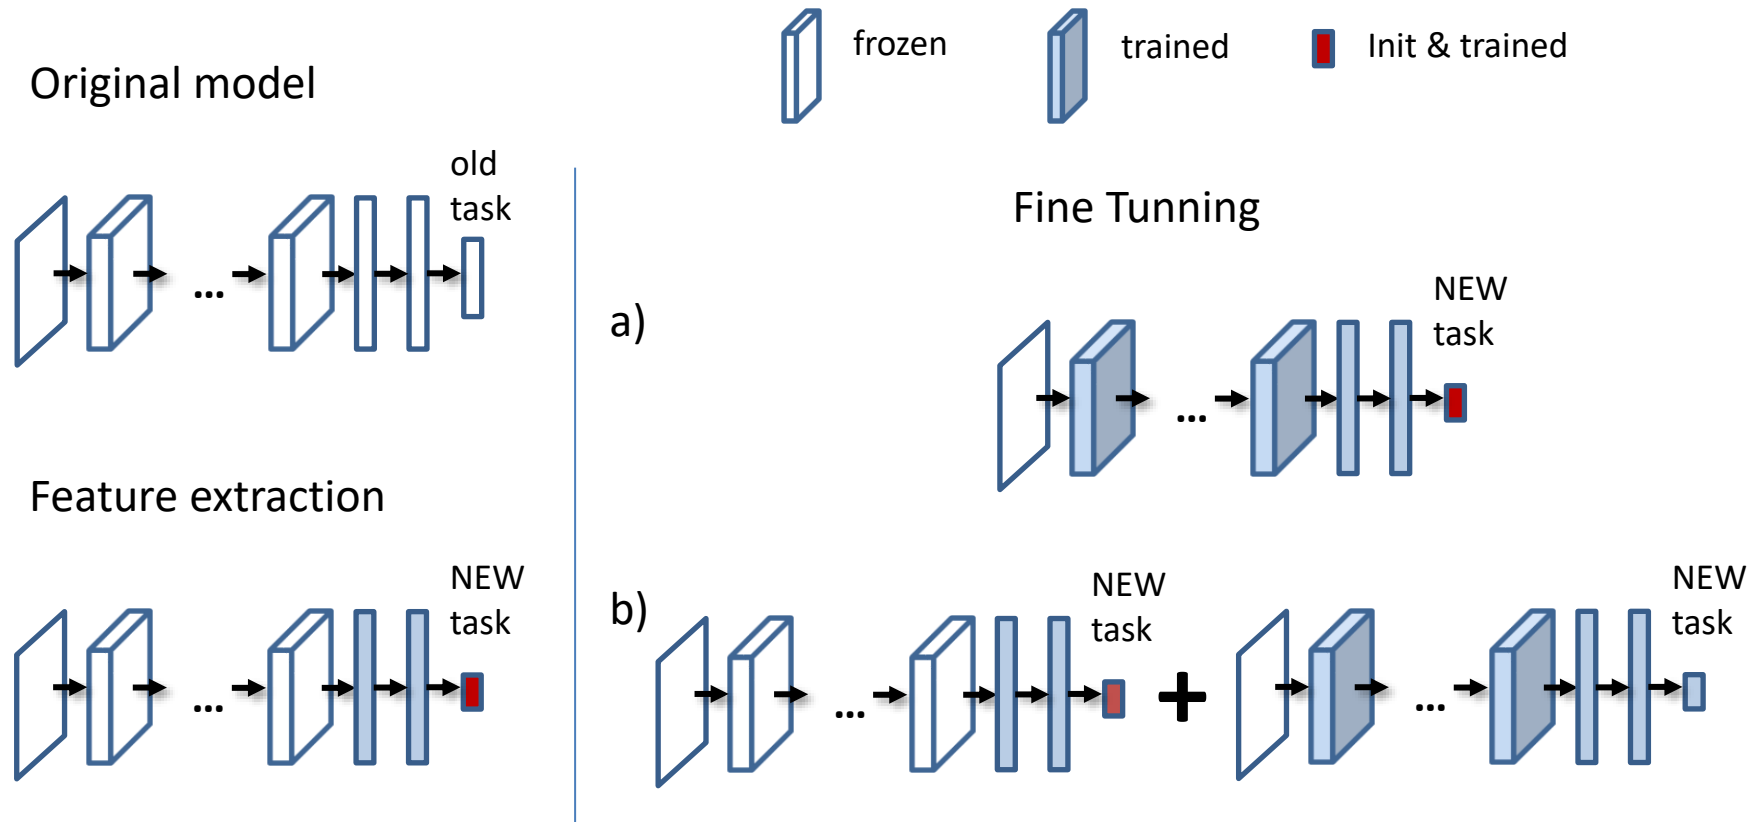 frozen
trained
Init & trained
Original model
old
task
...
Feature extraction
NEW
task
...
Fine Tunning
a)
NEW
task
...
b)
NEW
task
...
+
NEW
task
...